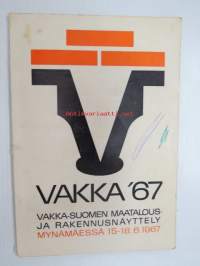 VAKKA '67
VAKKA-SUOMEN MAATALOUS-
JA RAKENNUSNÄYTTELY
MYNÄMÄESSÄ 15-18.6.1967